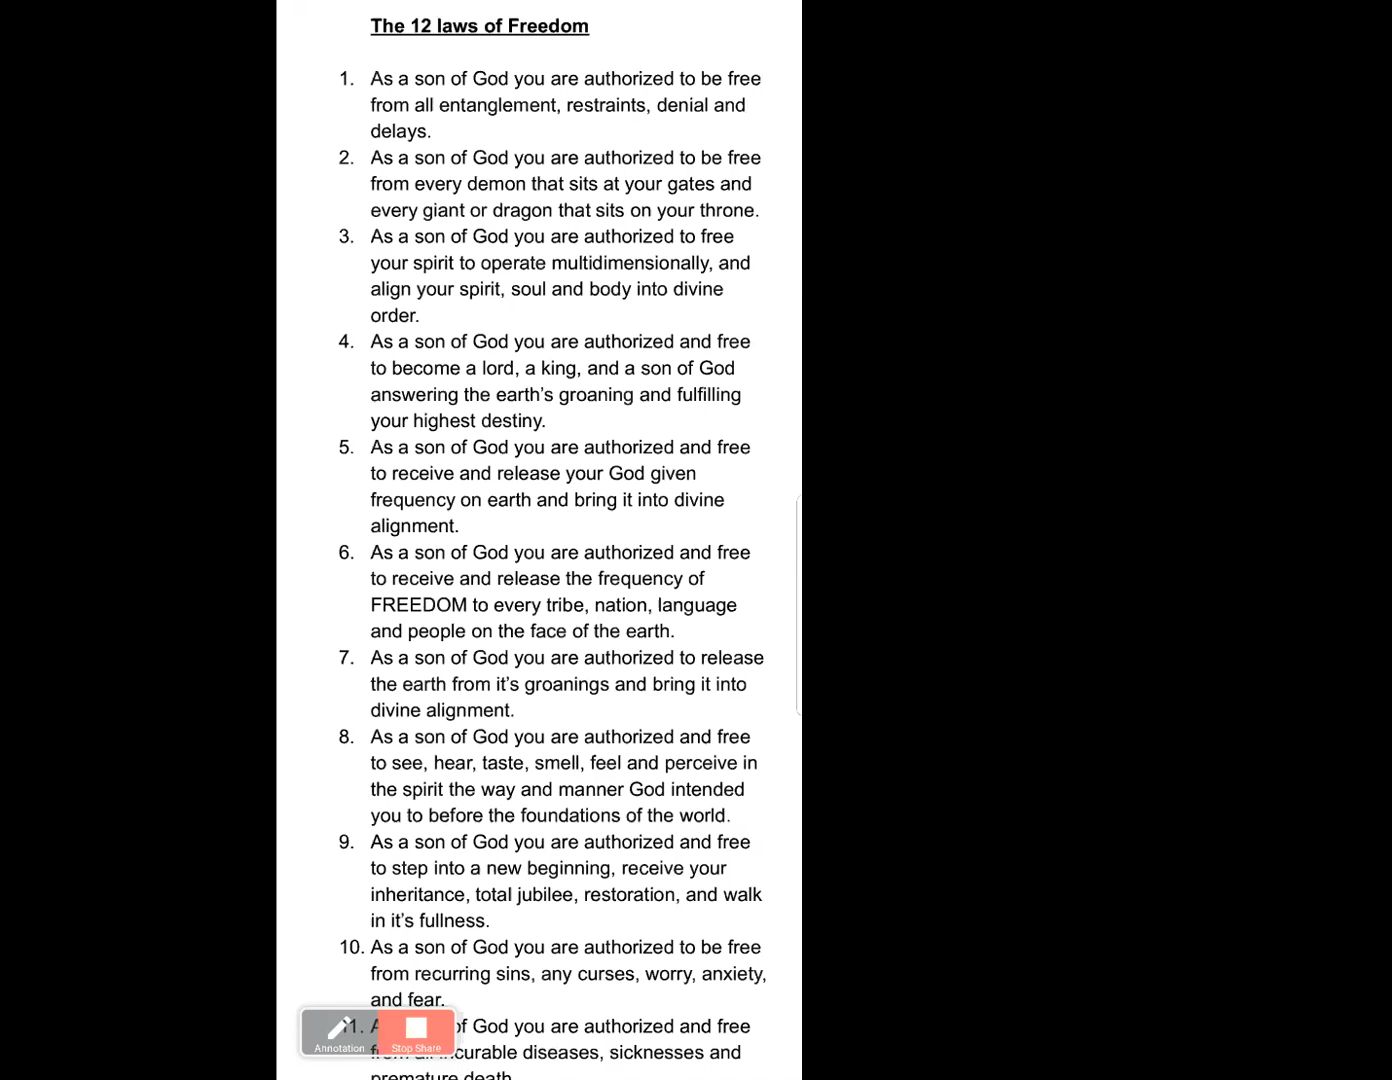 The 12 laws of Freedom
1. As a son of God you are authorized to be free
from all entanglement, restraints, denial and
delays.
2. As a son of God you are authorized to be free
from every demon that sits at your gates and
every giant or dragon that sits on your throne.
3. As a son of God you are authorized to free
your spirit to operate multidimensionally, and
align your spirit, soul and body into divine
order.
4. As a son of God you are authorized and free
to become a lord, a king, and a son of God
answering the earth’s groaning and fulfilling
your highest destiny.
5. As a son of God you are authorized and free
to receive and release your God given
frequency on earth and bring it into divine
alignment.
6. As a son of God you are authorized and free
to receive and release the frequency of
FREEDOM to every tribe, nation, language
and people on the face of the earth.
7. As a son of God you are authorized to release
the earth from it’s groanings and bring it into
divine alignment.
8. As a son of God you are authorized and free
to see, hear, taste, smell, feel and perceive in
the spirit the way and manner God intended
you to before the foundations of the world.
9. As a son of God you are authorized and free
to step into a new beginning, receive your
inheritance, total jubilee, restoration, and walk
in it’s fullness.
10. As a son of God you are authorized to be free
from recurring sins, any curses, worry, anxiety,
and fear.
11. of God you are authorized and free
diseases, sicknesses and
premature death
Annotation
Stop Share